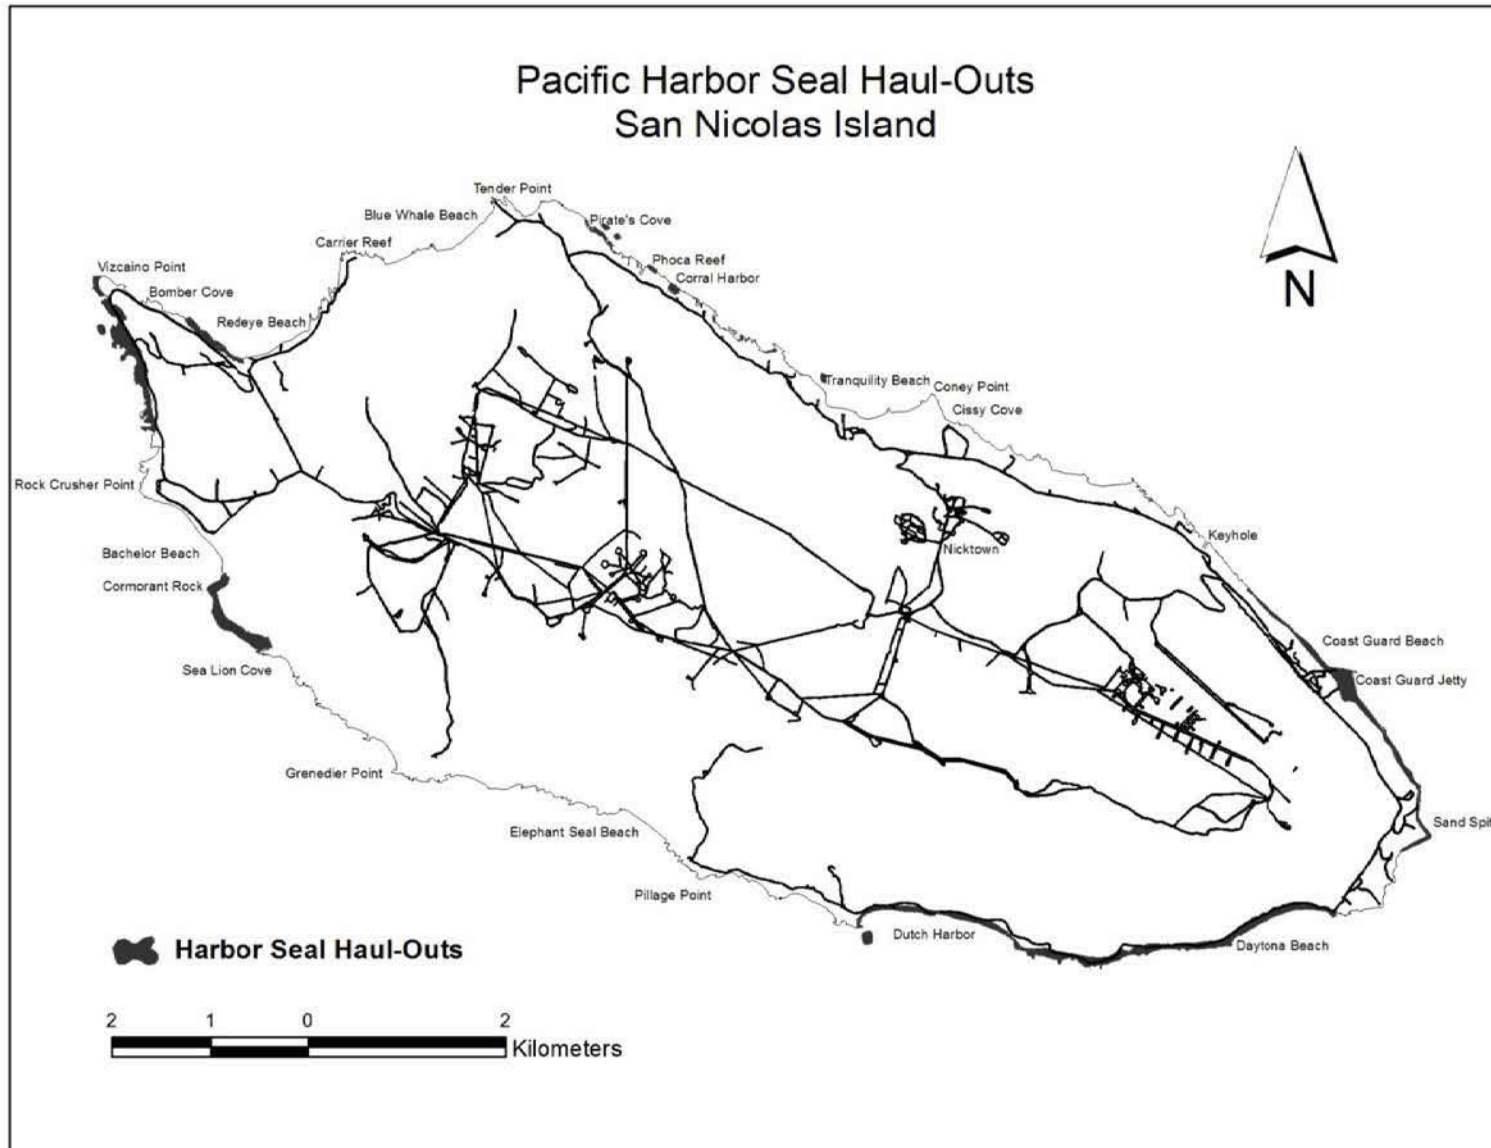 Pacific Harbor Seal Haul-Outs
San Nicolas Island
Tender Point
Blue Whale Beach
Pirate's Cove
Carrier Reef
Phoca Reef
Vizcaino Point
Corral Harbor
Bomber Cove
Redeye Beach
N
Tranquility Beach
Coney Point
Cissy Cove
Rock Crusher Point
Keyhole
Bachelor Beach
Nicktown
Cormorant Rock
Coast Guard Beach
Sea Lion Cove
Coast Guard Jetty
Grenedier Point
Sand Spit
Elephant Seal Beach
Pillage Point
Dutch Harbor
Daytona Beach
Harbor Seal Haul-Outs
2 1 0 2
Kilometers